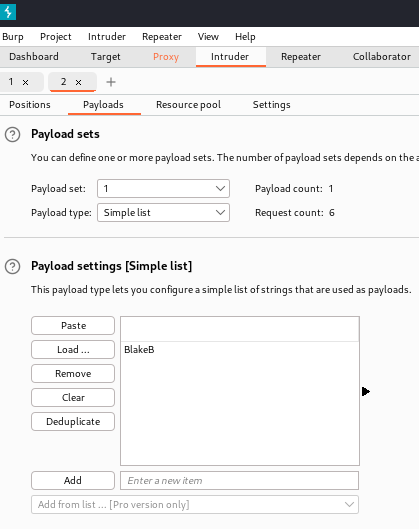 Burp Project Intruder Repeater View Help
Dashboard Target Proxy Intruder Repeater Collaborator
1 × 2 × +
Positions Payloads Resource pool Settings
? Payload sets
You can define one or more payload sets. The number of payload sets depends on the
Payload set: 1 Payload count: 1
Payload type: Simple list Request count: 6
? Payload settings [Simple list]
This payload type lets you configure a simple list of strings that are used as payloads.
Paste
Load ... BlakeB
Remove
Clear
Deduplicate
Add Enter a new item
Add from list ... [Pro version only]